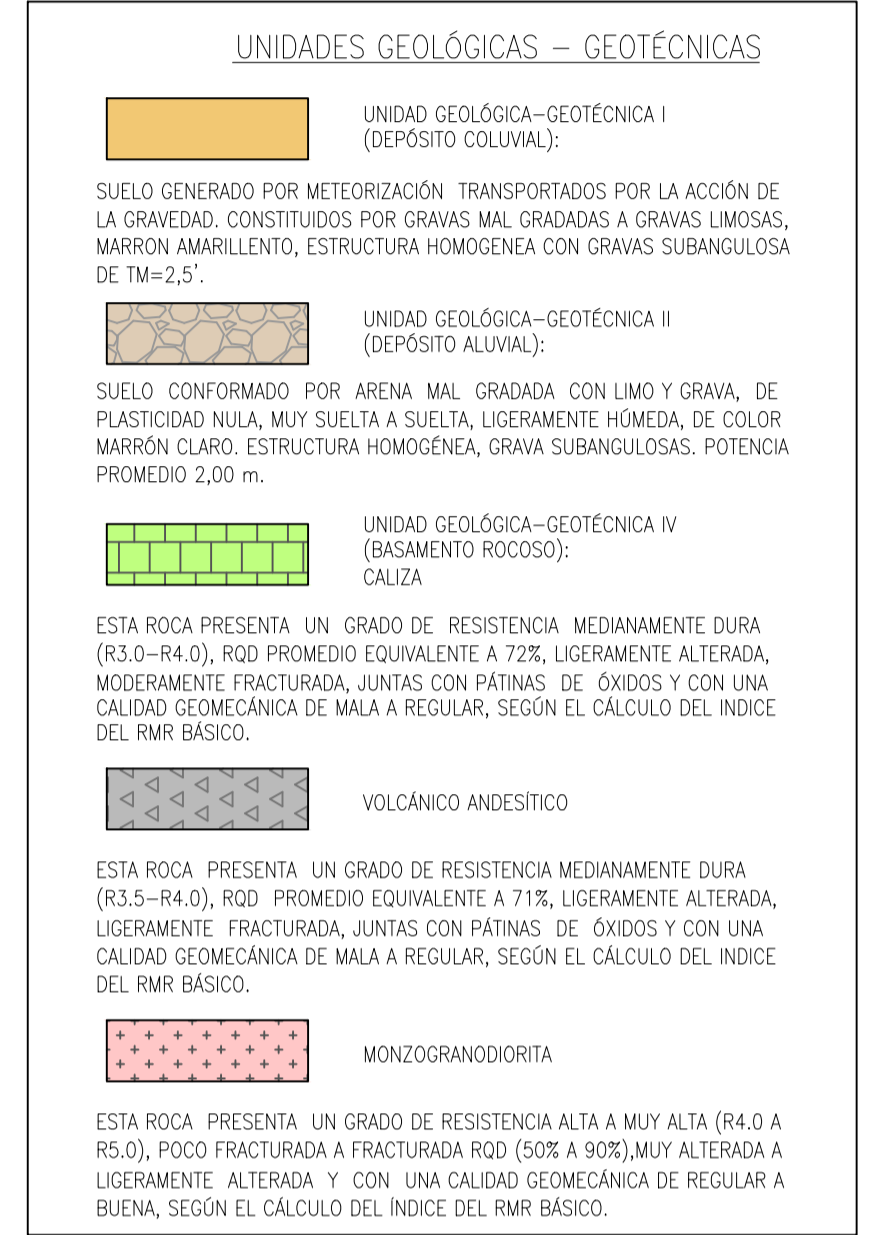 UNIDADES GEOLÓGICAS – GEOTÉCNICAS
UNIDAD GEOLÓGICA–GEOTÉCNICA I
(DEPÓSITO COLUVIAL):
SUELO GENERADO POR METEORIZACIÓN TRANSPORTADOS POR LA ACCIÓN DE
LA GRAVEDAD. CONSTITUIDOS POR GRAVAS MAL GRADADAS A GRAVAS LIMOSAS,
MARRON AMARILLENTO, ESTRUCTURA HOMOGENEA CON GRAVAS SUBANGULOSA
DE TM=2,5'.
UNIDAD GEOLÓGICA–GEOTÉCNICA II
(DEPÓSITO ALUVIAL):
SUELO CONFORMADO POR ARENA MAL GRADADA CON LIMO Y GRAVA, DE
PLASTICIDAD NULA, MUY SUELTA A SUELTA, LIGERAMENTE HÚMEDA, DE COLOR
MARRÓN CLARO. ESTRUCTURA HOMOGÉNEA, GRAVA SUBANGULOSAS. POTENCIA
PROMEDIO 2,00 m.
UNIDAD GEOLÓGICA–GEOTÉCNICA IV
(BASAMENTO ROCOSO):
CALIZA
ESTA ROCA PRESENTA UN GRADO DE RESISTENCIA MEDIANAMENTE DURA
(R3.0–R4.0), RQD PROMEDIO EQUIVALENTE A 72%, LIGERAMENTE ALTERADA,
MODERAMENTE FRACTURADA, JUNTAS CON PÁTINAS DE ÓXIDOS Y CON UNA
CALIDAD GEOMECÁNICA DE MALA A REGULAR, SEGÚN EL CÁLCULO DEL INDICE
DEL RMR BÁSICO.
VOLCÁNICO ANDESÍTICO
ESTA ROCA PRESENTA UN GRADO DE RESISTENCIA MEDIANAMENTE DURA
(R3.5–R4.0), RQD PROMEDIO EQUIVALENTE A 71%, LIGERAMENTE ALTERADA,
LIGERAMENTE FRACTURADA, JUNTAS CON PÁTINAS DE ÓXIDOS Y CON UNA
CALIDAD GEOMECÁNICA DE MALA A REGULAR, SEGÚN EL CÁLCULO DEL INDICE
DEL RMR BÁSICO.
MONZOGRANODIORITA
ESTA ROCA PRESENTA UN GRADO DE RESISTENCIA ALTA A MUY ALTA (R4.0 A
R5.0), POCO FRACTURADA A FRACTURADA RQD (50% A 90%),MUY ALTERADA A
LIGERAMENTE ALTERADA Y CON UNA CALIDAD GEOMECÁNICA DE REGULAR A
BUENA, SEGÚN EL CÁLCULO DEL ÍNDICE DEL RMR BÁSICO.